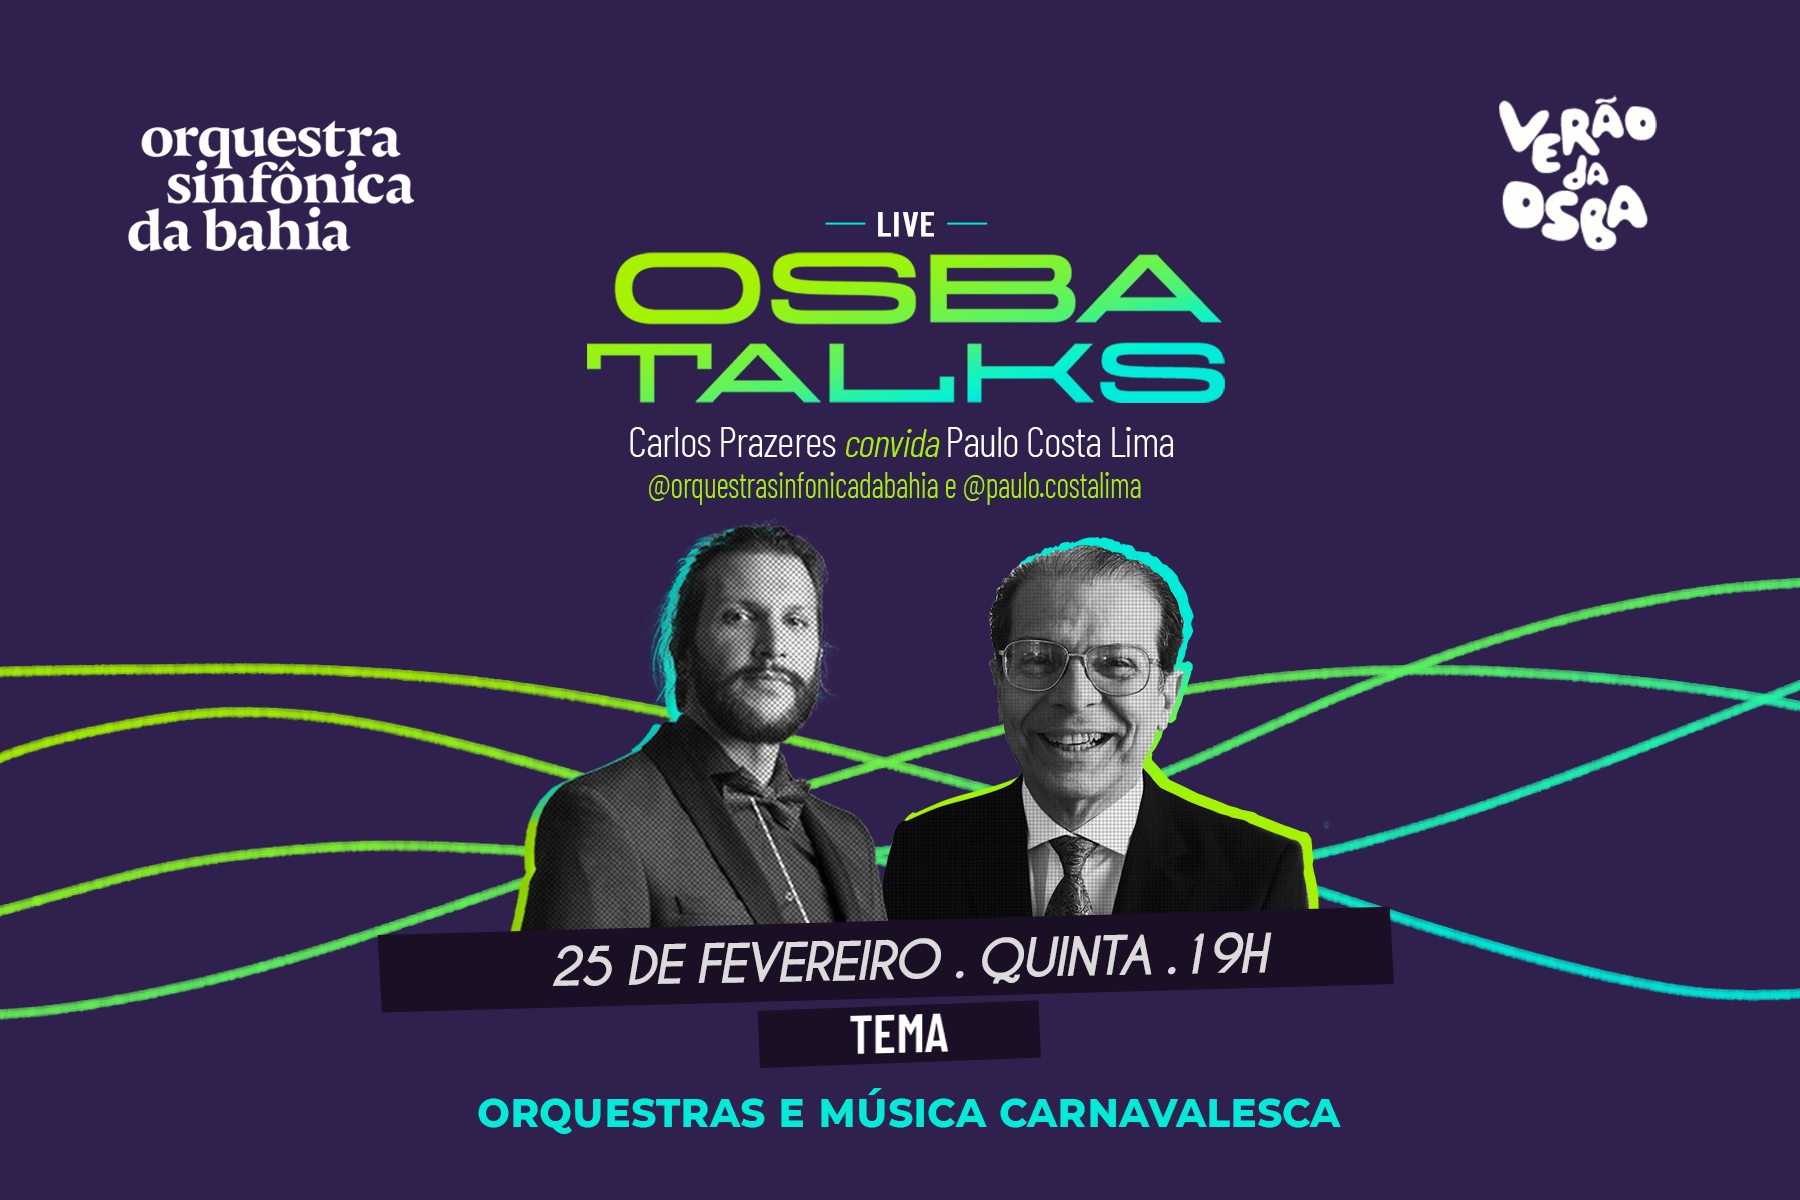 orquestra
sinfônica
da bahia
VERÃO
da
OSBA
LIVE
OSBA
TALKS
Carlos Prazeres convida Paulo Costa Lima
@orquestrasinfonicadabahia e @paulo.costalima
25 DE FEVEREIRO . QUINTA . 19H
TEMA
ORQUESTRAS E MÚSICA CARNAVALESCA